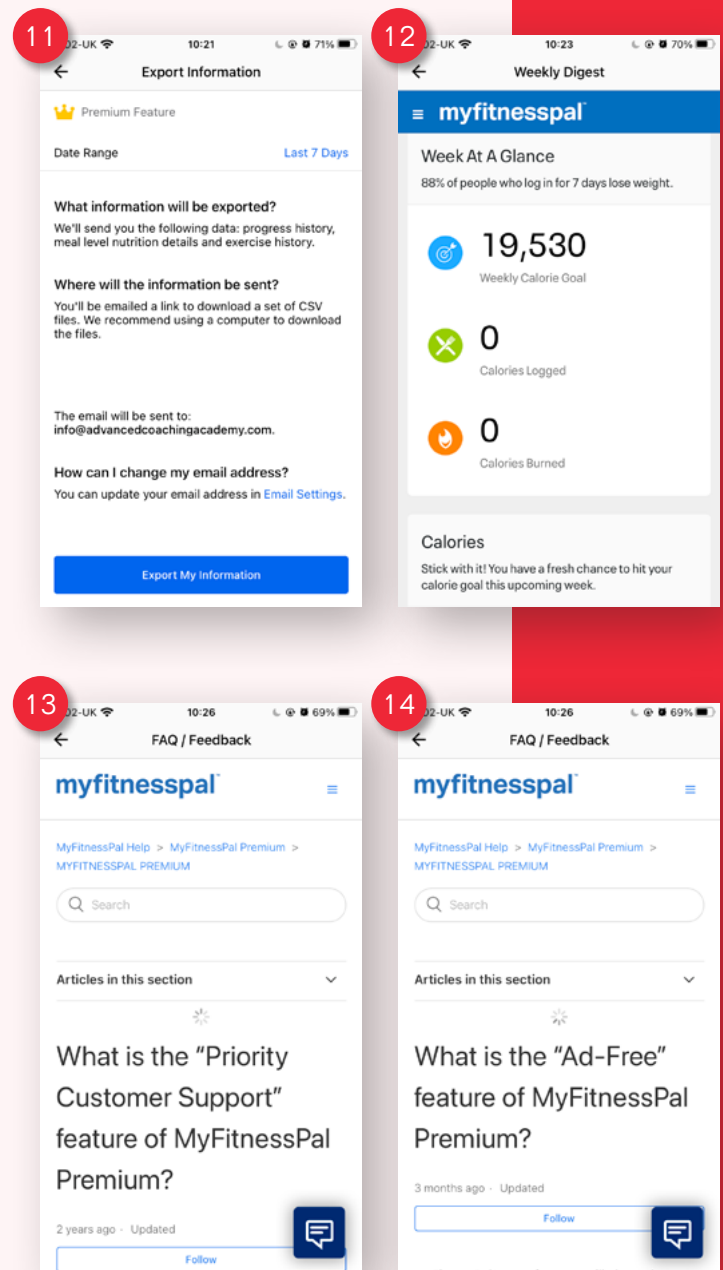 11
O2-UK 10:21 71%
Export Information
Premium Feature
Date Range Last 7 Days
What information will be exported?
We'll send you the following data: progress history,
meal level nutrition details and exercise history.
Where will the information be sent?
You'll be emailed a link to download a set of CSV
files. We recommend using a computer to download
the files.
The email will be sent to:
info@advancedcoachingacademy.com.
How can I change my email address?
You can update your email address in Email Settings.
Export My Information
12
O2-UK 10:23 70%
Weekly Digest
myfitnesspal
Week At A Glance
88% of people who log in for 7 days lose weight.
19,530
Weekly Calorie Goal
0
Calories Logged
0
Calories Burned
Calories
Stick with it! You have a fresh chance to hit your
calorie goal this upcoming week.
13
O2-UK 10:26 69%
FAQ / Feedback
myfitnesspal
MyFitnessPal Help > MyFitnessPal Premium >
MYFITNESSPAL PREMIUM
Search
Articles in this section
What is the “Priority
Customer Support”
feature of MyFitnessPal
Premium?
2 years ago · Updated
Follow
14
O2-UK 10:26 69%
FAQ / Feedback
myfitnesspal
MyFitnessPal Help > MyFitnessPal Premium >
MYFITNESSPAL PREMIUM
Search
Articles in this section
What is the “Ad-Free”
feature of MyFitnessPal
Premium?
3 months ago · Updated
Follow